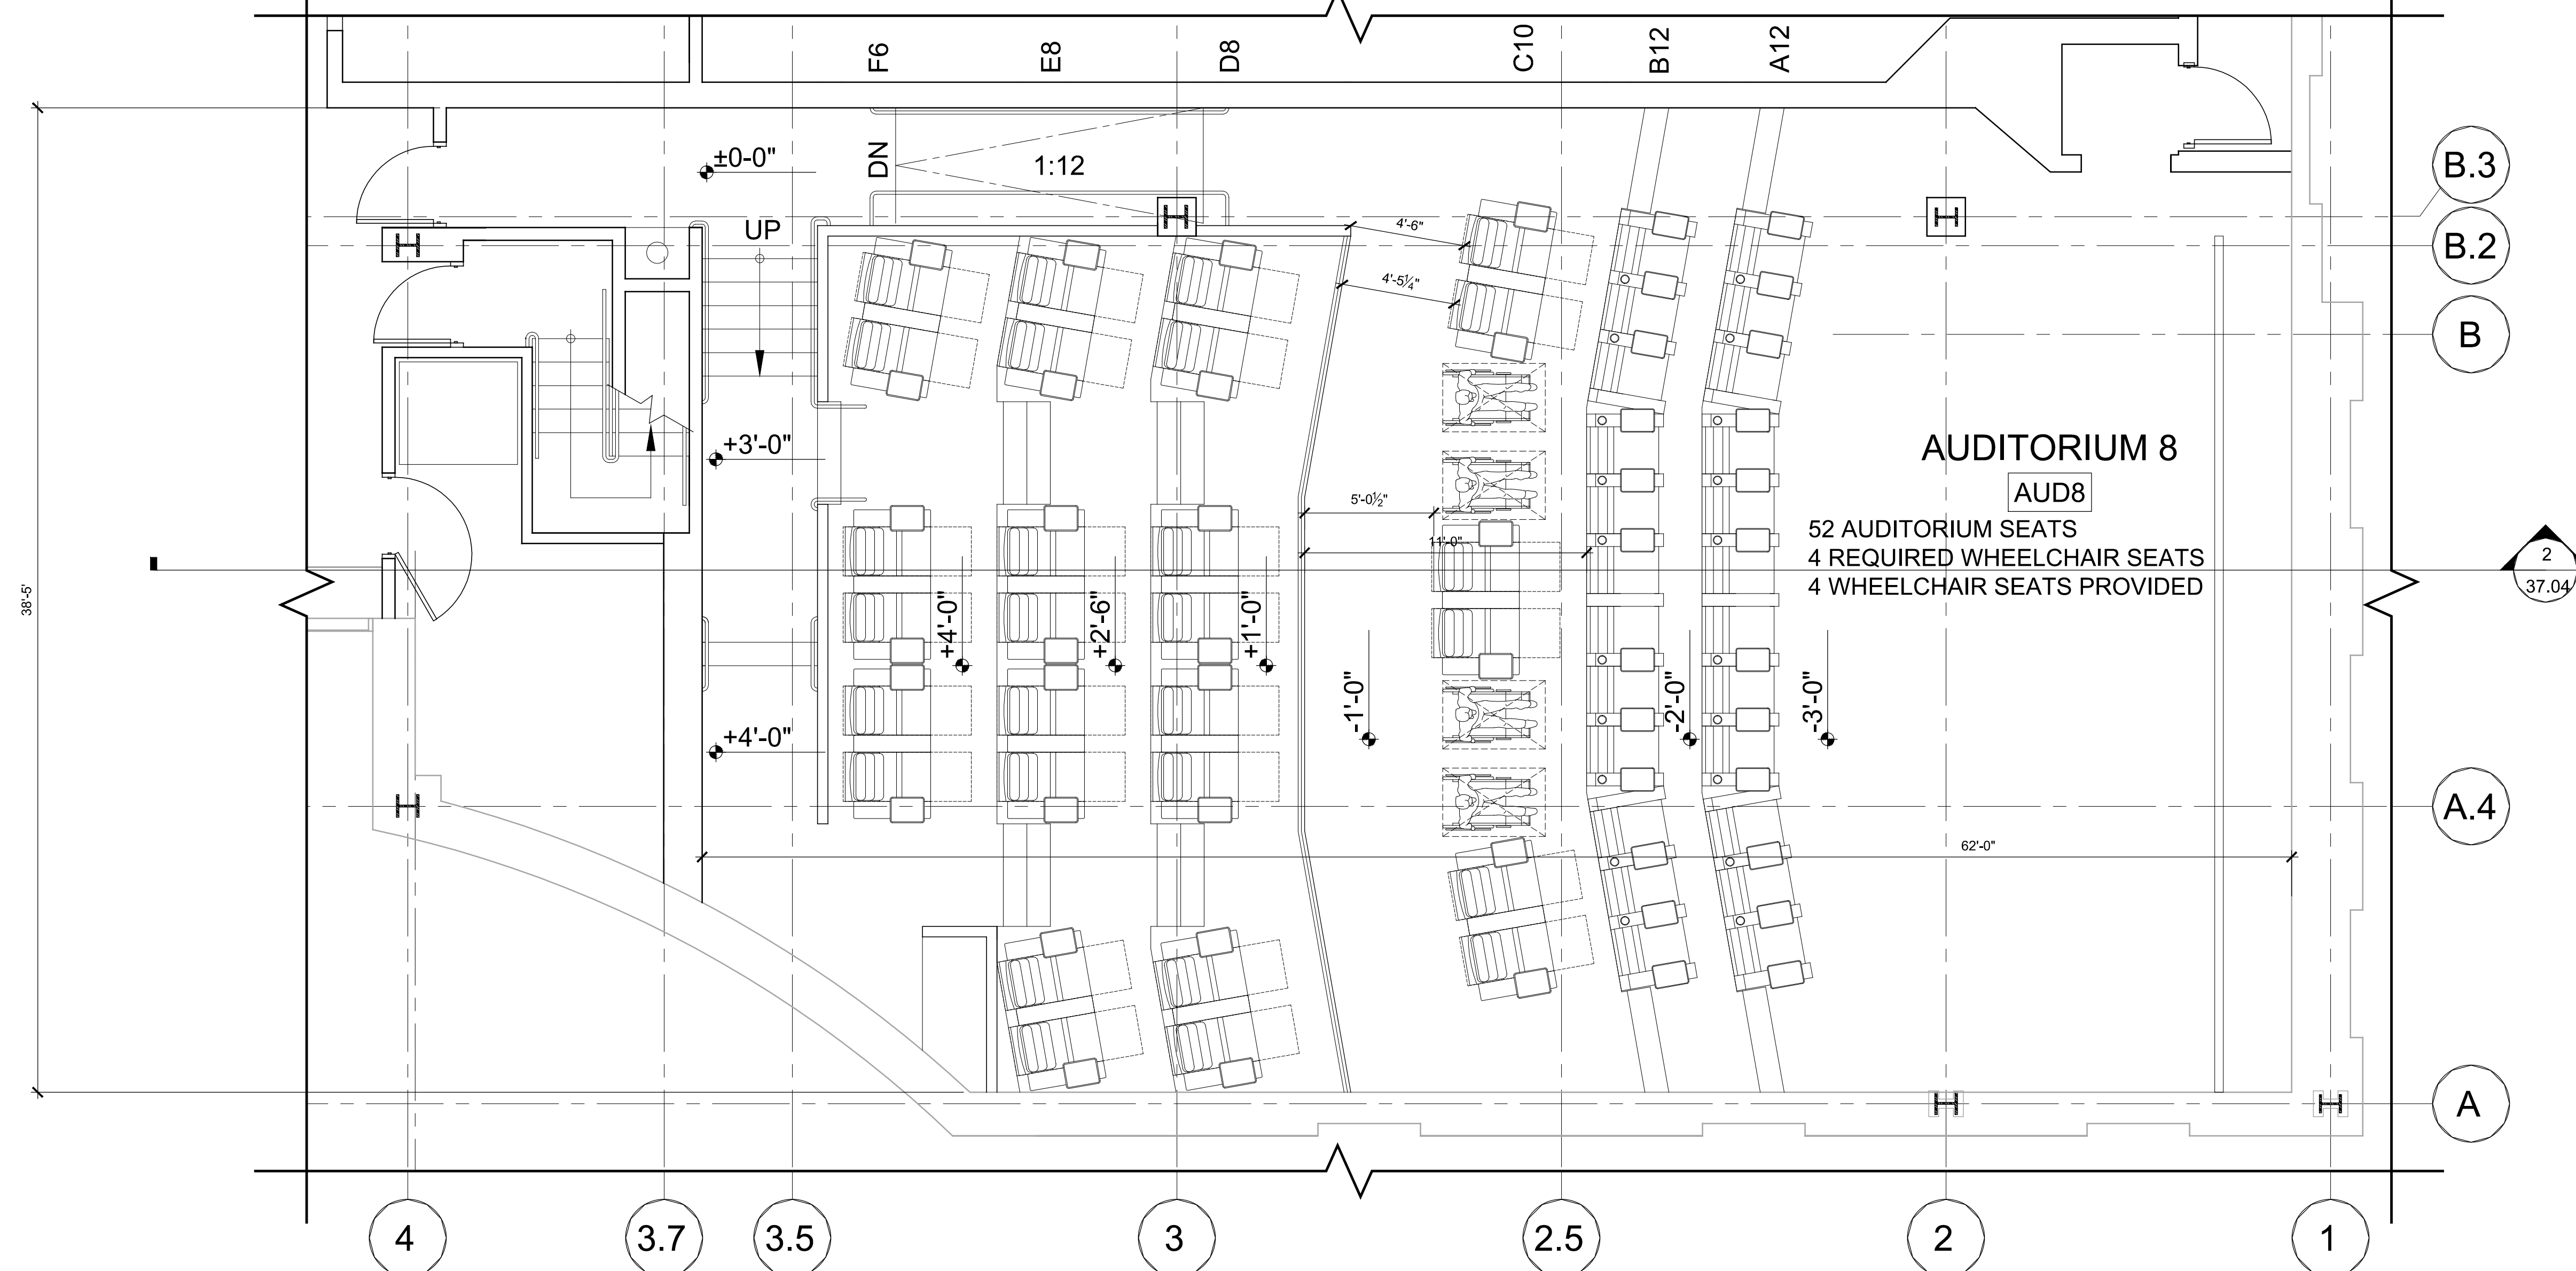 F6
E8
D8
C10
B12
A12
±0-0"
DN
1:12
UP
4'-6"
4'-5¼"
B.3
B.2
B
+3'-0"
5'-0½"
11'-0"
AUDITORIUM 8
AUD8
52 AUDITORIUM SEATS
4 REQUIRED WHEELCHAIR SEATS
4 WHEELCHAIR SEATS PROVIDED
2
37.04
38'-5'
+4'-0"
+2'-6"
+1'-0"
-1'-0"
-2'-0"
-3'-0"
+4'-0"
A.4
62'-0"
A
4
3.7
3.5
3
2.5
2
1